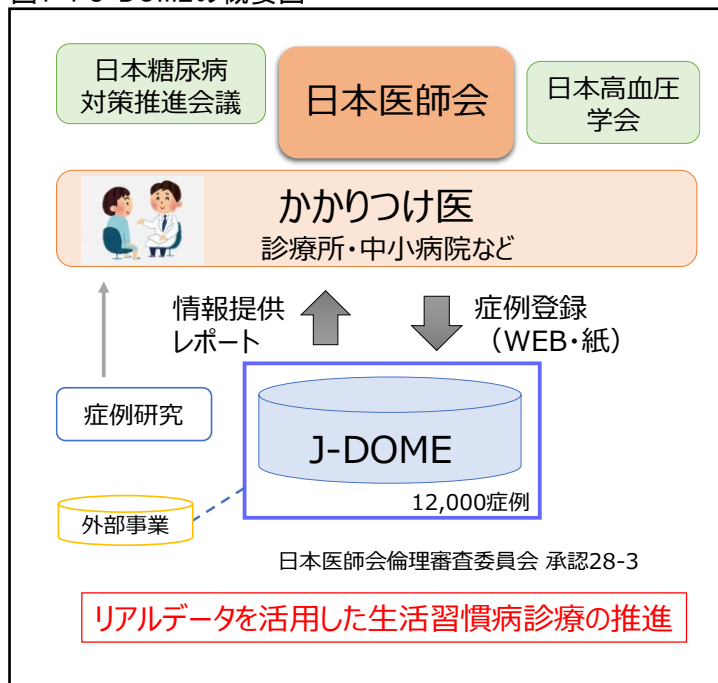 日本糖尿病
対策推進会議
日本医師会
日本高血圧
学会
かかりつけ医
診療所・中小病院など
情報提供
レポート
症例登録
（WEB・紙）
症例研究
J-DOME
12,000症例
外部事業
日本医師会倫理審査委員会 承認28-3
リアルデータを活用した生活習慣病診療の推進